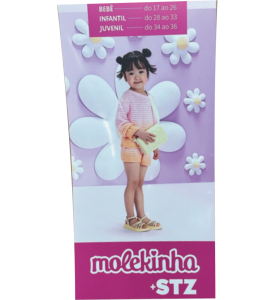 BEBÊ do 17 ao 26
INFANTIL do 28 ao 33
JUVENIL do 34 ao 36
molekinha
+STZ